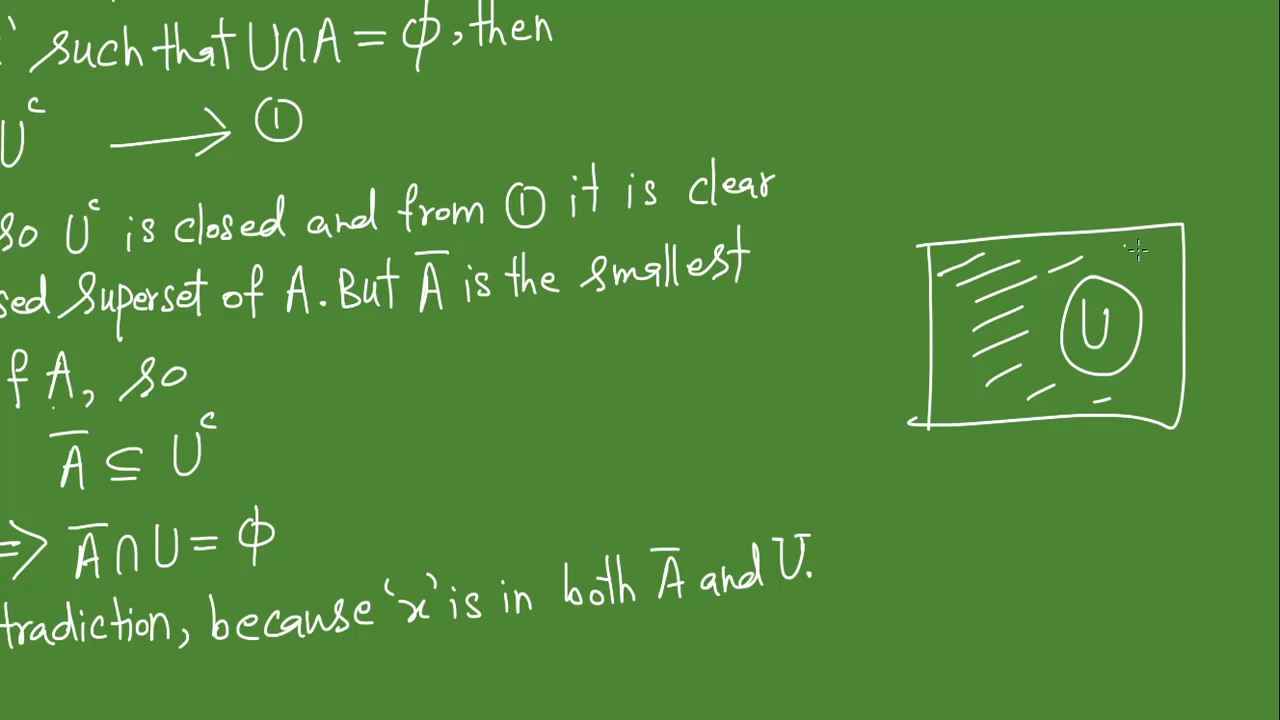 x' such that U∩A = ϕ, then
U^c ⟶ ①
so U^c is closed and from ① it is clear
sed superset of A. But A̅ is the smallest
f A, so
A̅ ⊆ U^c
=> A̅∩U = ϕ
tradiction, because 'x' is in both A̅ and U.
U